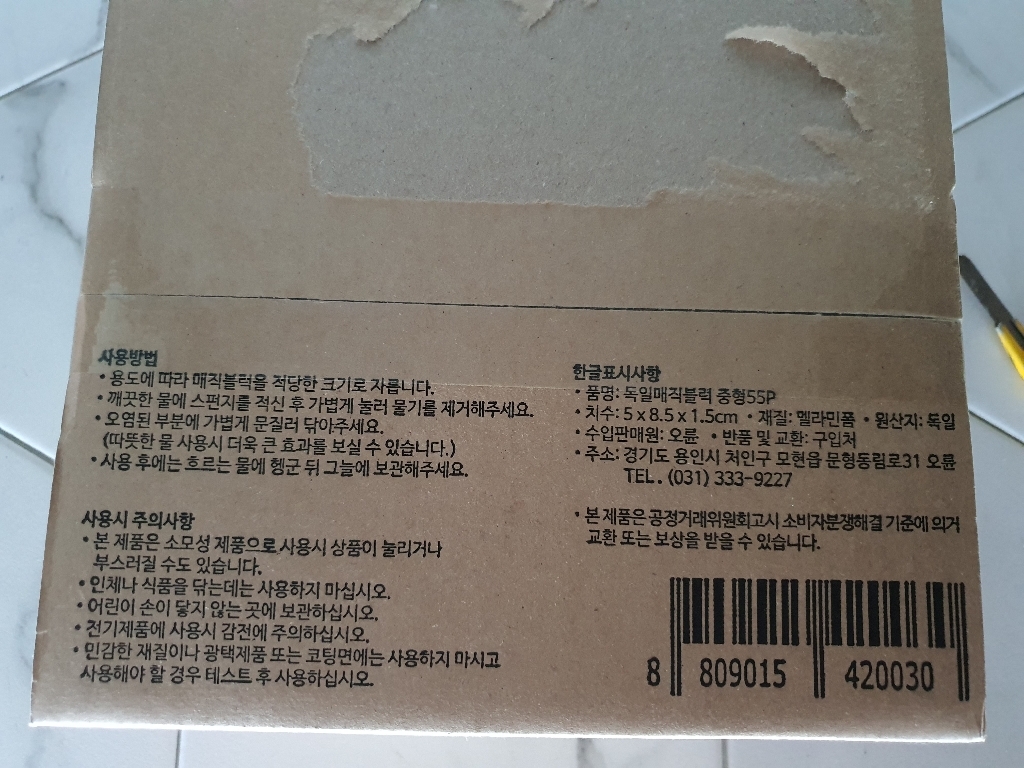 사용방법
• 용도에 따라 매직블럭을 적당한 크기로 자릅니다.
• 깨끗한 물에 스펀지를 적신 후 가볍게 눌러 물기를 제거해주세요.
• 오염된 부분에 가볍게 문질러 닦아주세요.
(따뜻한 물 사용시 더욱 큰 효과를 보실 수 있습니다.)
• 사용 후에는 흐르는 물에 헹군 뒤 그늘에 보관해주세요.
사용시 주의사항
• 본 제품은 소모성 제품으로 사용시 상품이 눌리거나
부스러질 수도 있습니다.
• 인체나 식품을 닦는데는 사용하지 마십시오.
• 어린이 손이 닿지 않는 곳에 보관하십시오.
• 전기제품에 사용시 감전에 주의하십시오.
• 민감한 재질이나 광택제품 또는 코팅면에는 사용하지 마시고
사용해야 할 경우 테스트 후 사용하십시오.
한글표시사항
• 품명: 독일매직블럭 중형55P
• 치수: 5 x 8.5 x 1.5cm • 재질: 멜라민폼 • 원산지: 독일
• 수입판매원: 오륜 • 반품 및 교환: 구입처
• 주소: 경기도 용인시 처인구 모현읍 문형동림로31 오륜
TEL. (031) 333-9227
• 본 제품은 공정거래위원회고시 소비자분쟁해결 기준에 의거
교환 또는 보상을 받을 수 있습니다.
8 809015 420030